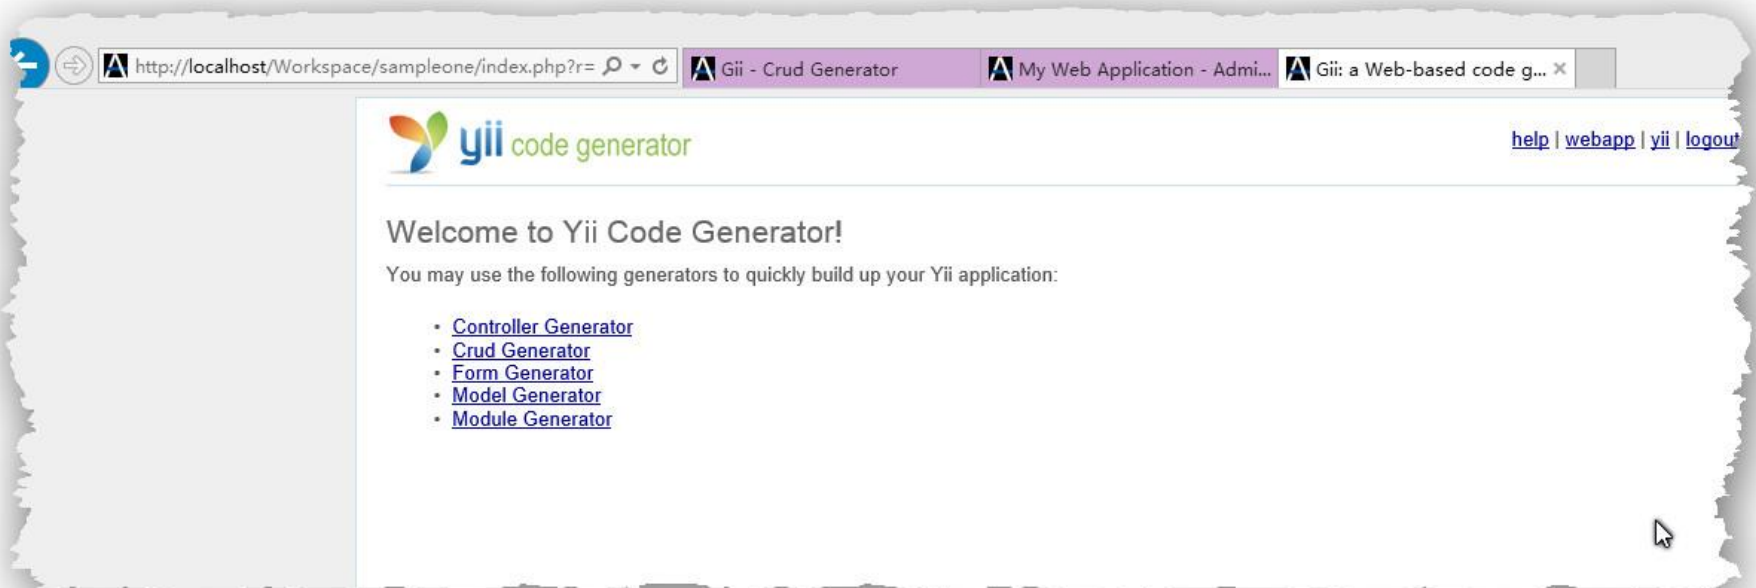 http://localhost/Workspace/sampleone/index.php?r= Gii - Crud Generator My Web Application - Admi... Gii: a Web-based code g... ×
yii code generator help | webapp | yii | logout
Welcome to Yii Code Generator!
You may use the following generators to quickly build up your Yii application:
• Controller Generator
• Crud Generator
• Form Generator
• Model Generator
• Module Generator